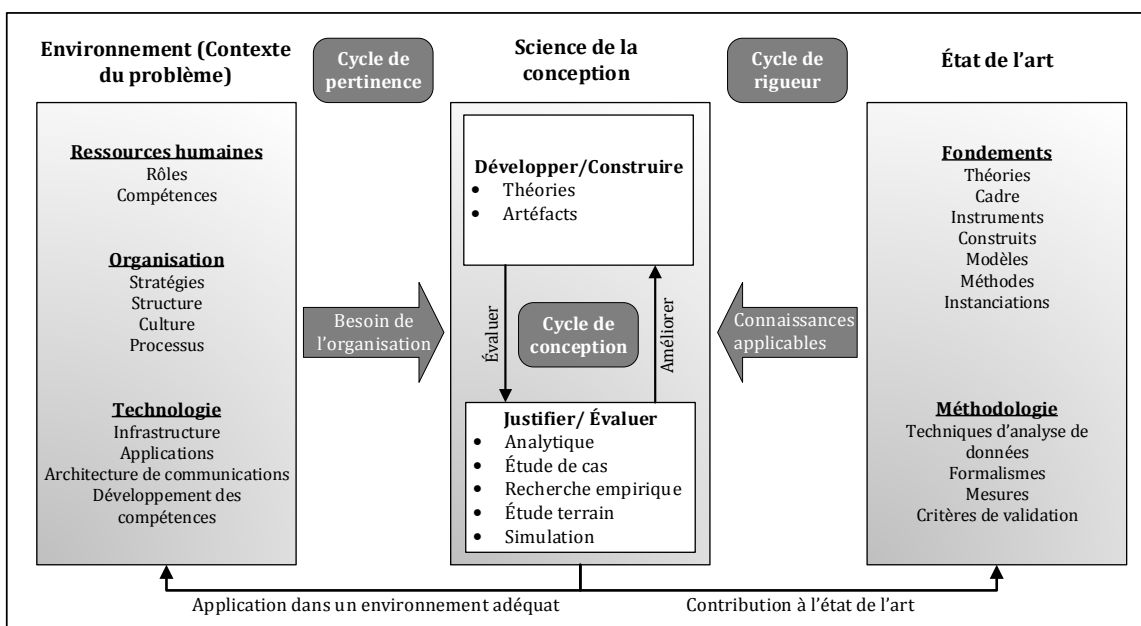 Environnement (Contexte
du problème)
Cycle de
pertinence
Science de la
conception
Cycle de
rigueur
État de l’art
Ressources humaines
Rôles
Compétences
Organisation
Stratégies
Structure
Culture
Processus
Technologie
Infrastructure
Applications
Architecture de communications
Développement des
compétences
Besoin de
l’organisation
Développer/Construire
• Théories
• Artéfacts
Évaluer
Cycle de
conception
Améliorer
Justifier/ Évaluer
• Analytique
• Étude de cas
• Recherche empirique
• Étude terrain
• Simulation
Connaissances
applicables
Fondements
Théories
Cadre
Instruments
Construits
Modèles
Méthodes
Instanciations
Méthodologie
Techniques d’analyse de
données
Formalismes
Mesures
Critères de validation
Application dans un environnement adéquat
Contribution à l’état de l’art